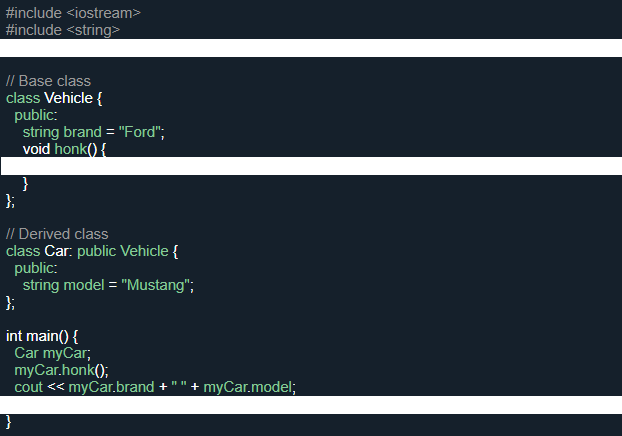 #include <iostream>
#include <string>
// Base class
class Vehicle {
  public:
    string brand = "Ford";
    void honk() {
    }
};
// Derived class
class Car: public Vehicle {
  public:
    string model = "Mustang";
};
int main() {
  Car myCar;
  myCar.honk();
  cout << myCar.brand + " " + myCar.model;
}